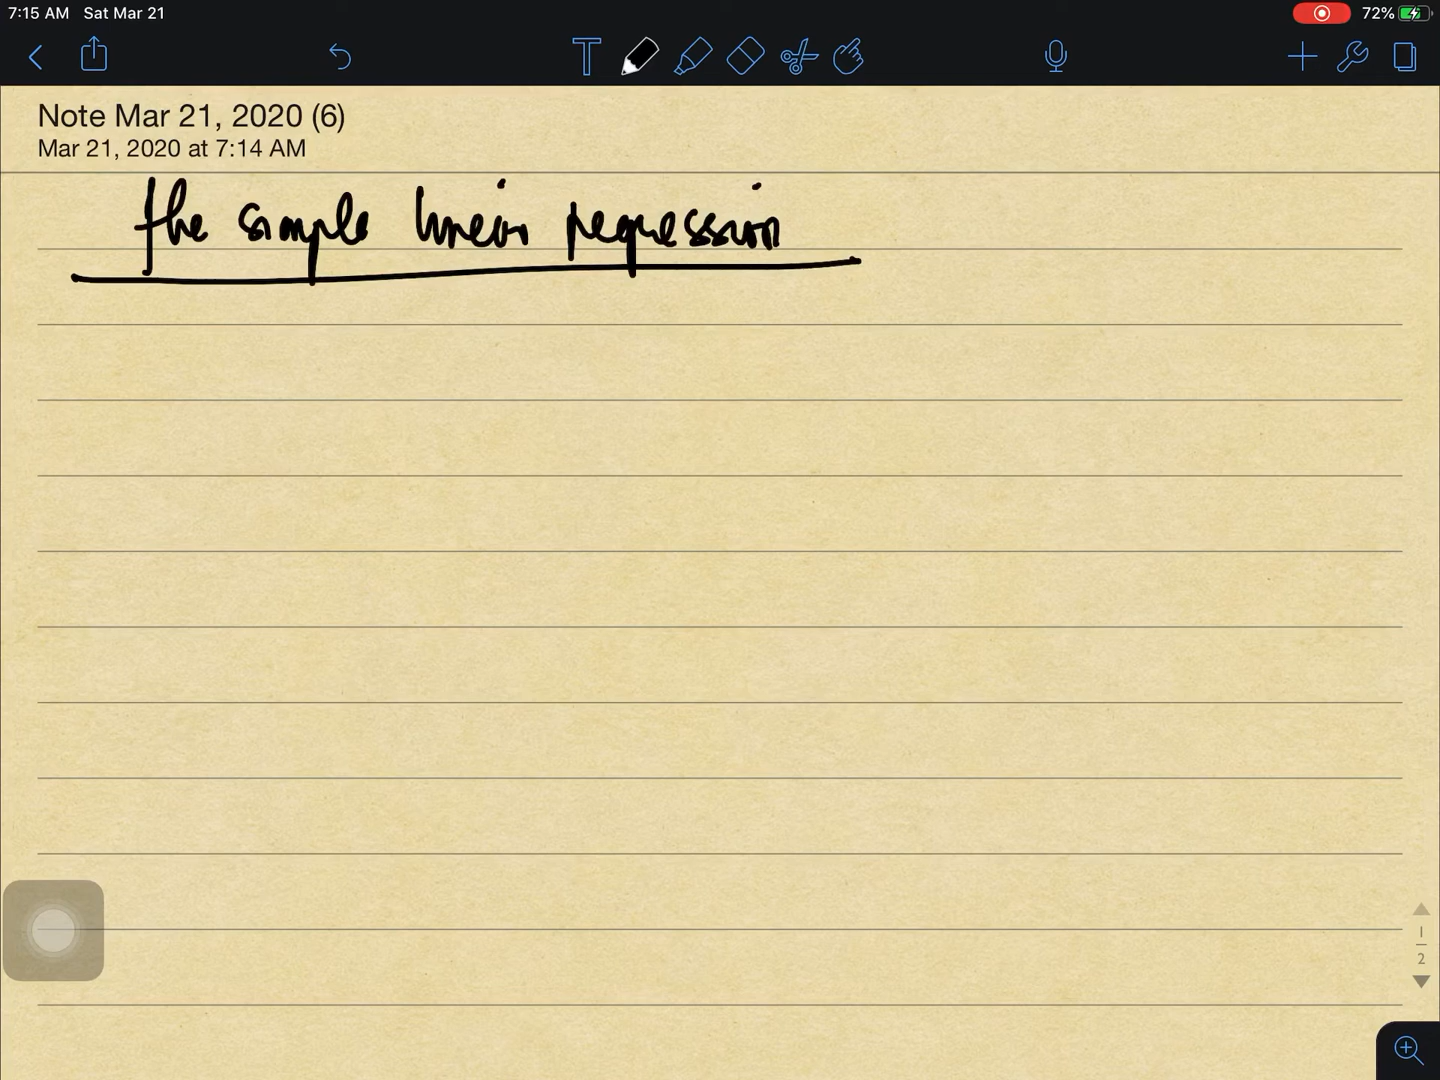 7:15 AM Sat Mar 21
72%
T
Note Mar 21, 2020 (6)
Mar 21, 2020 at 7:14 AM
the simple linear regression
1
2